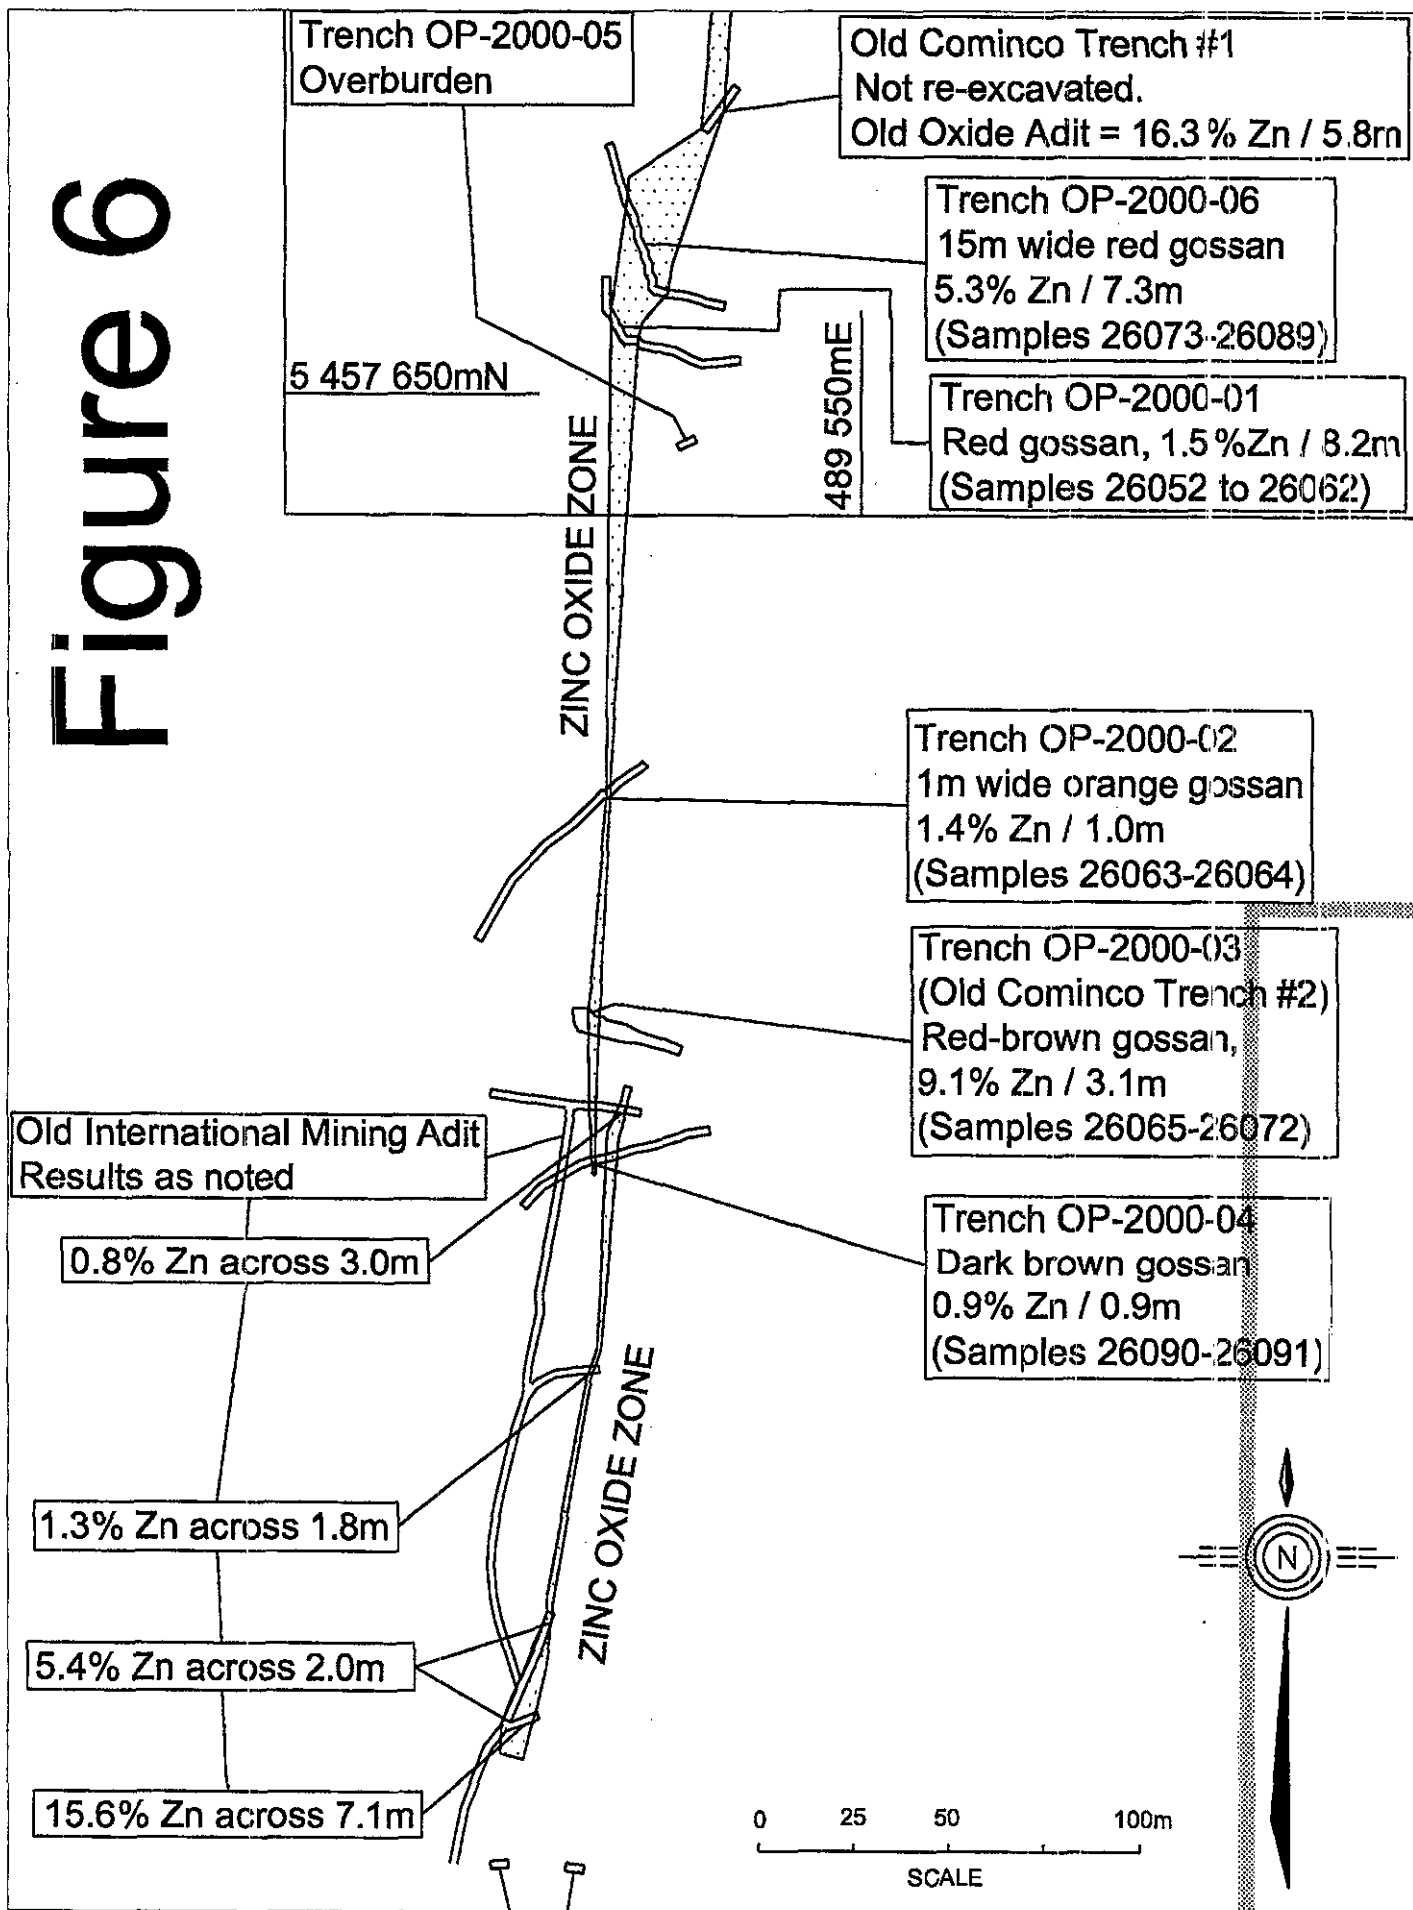 Figure 6
Trench OP-2000-05
Overburden
Old Cominco Trench #1
Not re-excavated.
Old Oxide Adit = 16.3% Zn / 5.8m
Trench OP-2000-06
15m wide red gossan
5.3% Zn / 7.3m
(Samples 26073-26089)
5 457 650mN
489 550mE
Trench OP-2000-01
Red gossan, 1.5%Zn / 8.2m
(Samples 26052 to 26062)
ZINC OXIDE ZONE
Trench OP-2000-02
1m wide orange gossan
1.4% Zn / 1.0m
(Samples 26063-26064)
Trench OP-2000-03
(Old Cominco Trench #2)
Red-brown gossan,
9.1% Zn / 3.1m
(Samples 26065-26072)
Old International Mining Adit
Results as noted
0.8% Zn across 3.0m
Trench OP-2000-04
Dark brown gossan
0.9% Zn / 0.9m
(Samples 26090-26091)
ZINC OXIDE ZONE
1.3% Zn across 1.8m
N
5.4% Zn across 2.0m
15.6% Zn across 7.1m
0 25 50 100m
SCALE